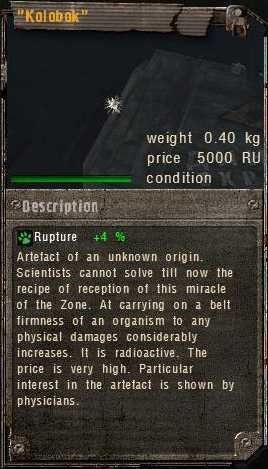 "Kolobok"
weight 0.40 kg
price 5000 RU
condition
Description
Rupture +4 %
Artefact of an unknown origin.
Scientists cannot solve till now the
recipe of reception of this miracle
of the Zone. At carrying on a belt
firmness of an organism to any
physical damages considerably
increases. It is radioactive. The
price is very high. Particular
interest in the artefact is shown by
physicians.